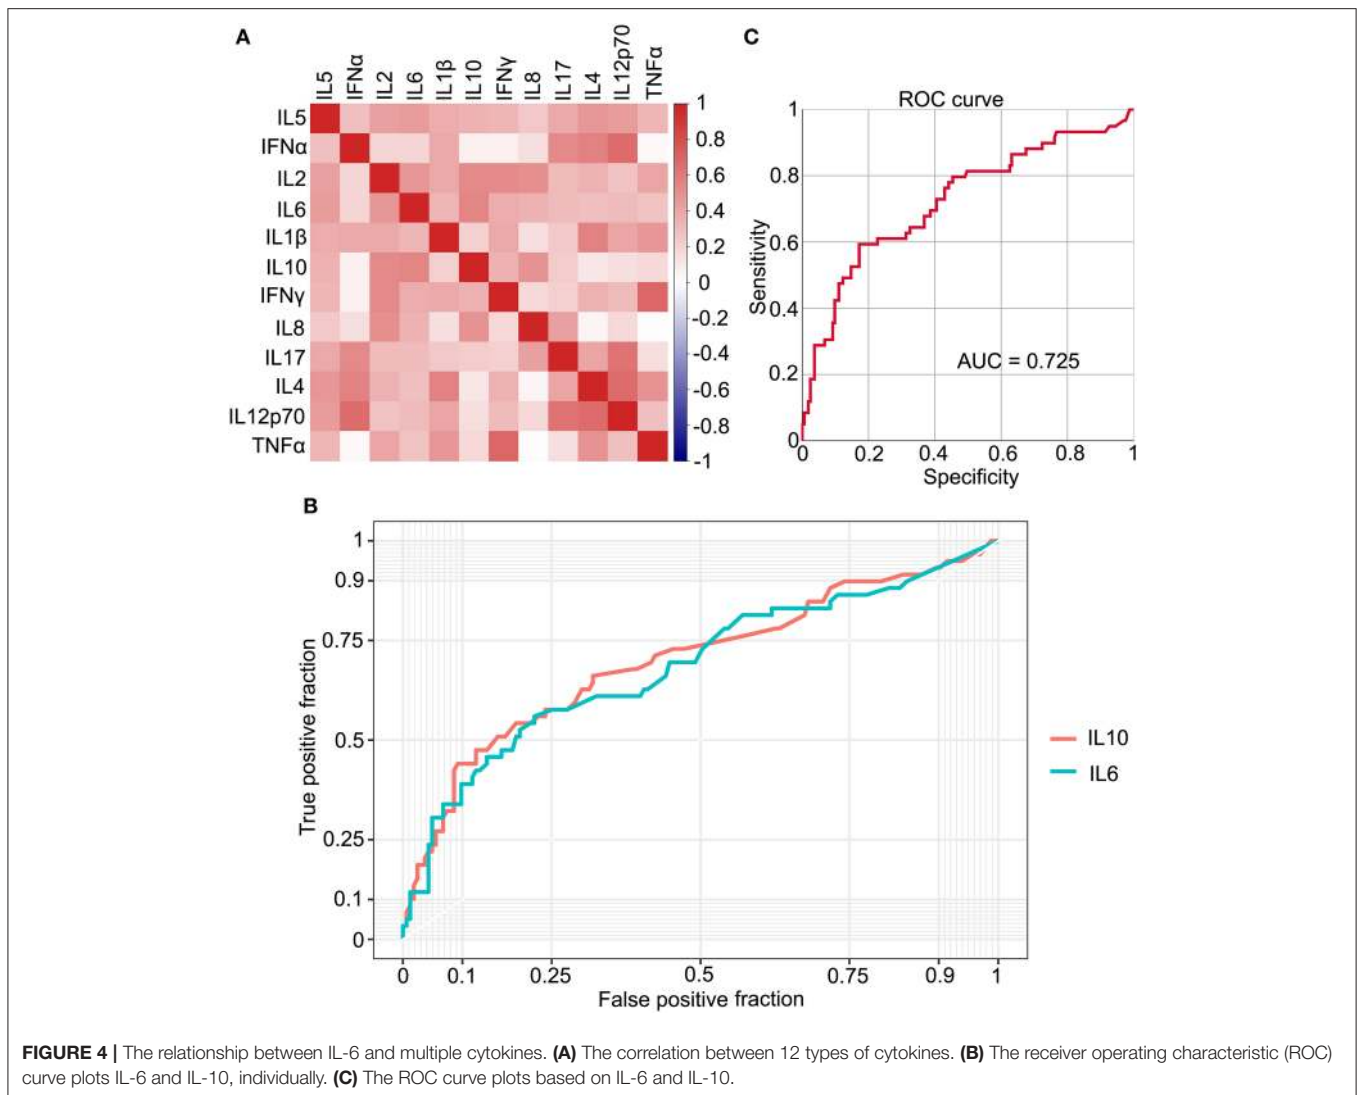 A
IL5 IFNα IL2 IL6 IL1β IL10 IFNγ IL8 IL17 IL4 IL12p70 TNFα
IL5
IFNα
IL2
IL6
IL1β
IL10
IFNγ
IL8
IL17
IL4
IL12p70
TNFα
1
0.8
0.6
0.4
0.2
0
-0.2
-0.4
-0.6
-0.8
-1
C
ROC curve
1
0.8
0.6
0.4
0.2
0
Sensitivity
AUC = 0.725
0 0.2 0.4 0.6 0.8 1
Specificity
B
1
0.9
0.75
0.5
0.25
0.1
0
True positive fraction
0 0.1 0.25 0.5 0.75 0.9 1
False positive fraction
IL10
IL6
FIGURE 4 | The relationship between IL-6 and multiple cytokines. (A) The correlation between 12 types of cytokines. (B) The receiver operating characteristic (ROC)
curve plots IL-6 and IL-10, individually. (C) The ROC curve plots based on IL-6 and IL-10.